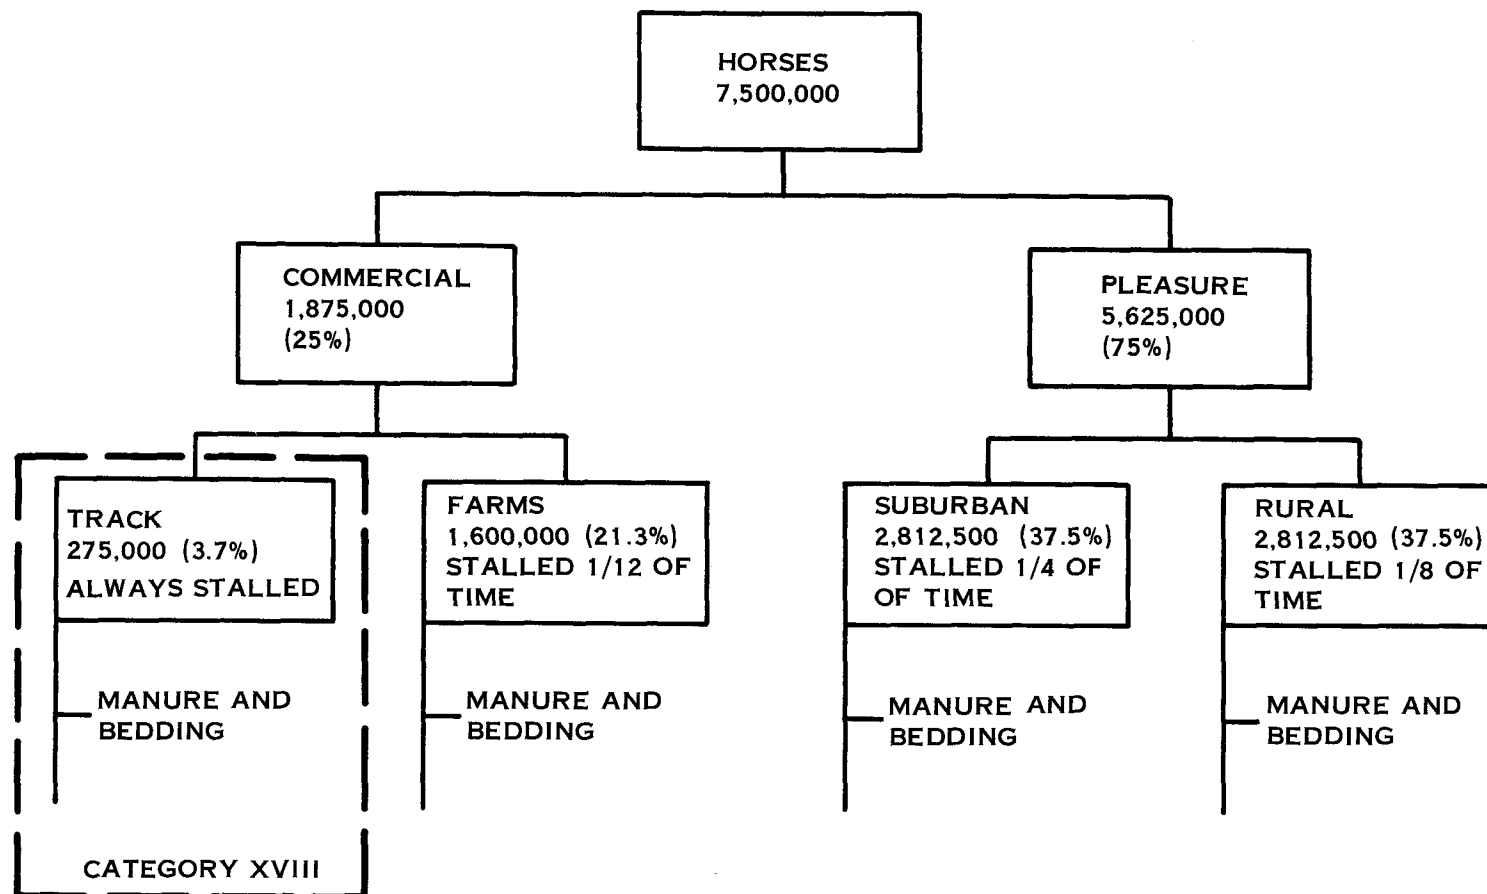 HORSES
7,500,000
COMMERCIAL
1,875,000
(25%)
PLEASURE
5,625,000
(75%)
TRACK
275,000 (3.7%)
ALWAYS STALLED
FARMS
1,600,000 (21.3%)
STALLED 1/12 OF
TIME
SUBURBAN
2,812,500 (37.5%)
STALLED 1/4 OF
OF TIME
RURAL
2,812,500 (37.5%)
STALLED 1/8 OF
TIME
MANURE AND
BEDDING
MANURE AND
BEDDING
MANURE AND
BEDDING
MANURE AND
BEDDING
CATEGORY XVIII